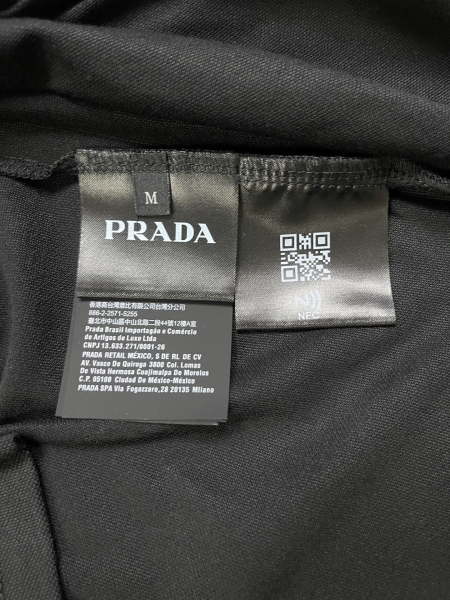 M
PRADA
NFC
香港商台灣普比有限公司台灣分公司
886-2-2571-5255
臺北市中山區中山北路二段44號12樓A室
Prada Brasil Importação e Comércio
de Artigos de Luxo Ltda
CNPJ 13.633.271/0001-26
PRADA RETAIL MÉXICO, S DE RL DE CV
AV. Vasco De Quiroga 3800 Col. Lomas
De Vista Hermosa Cuajimalpa De Morelos
C.P. 05100 Ciudad De México-México
PRADA SPA Via Fogazzaro,28 20135 Milano